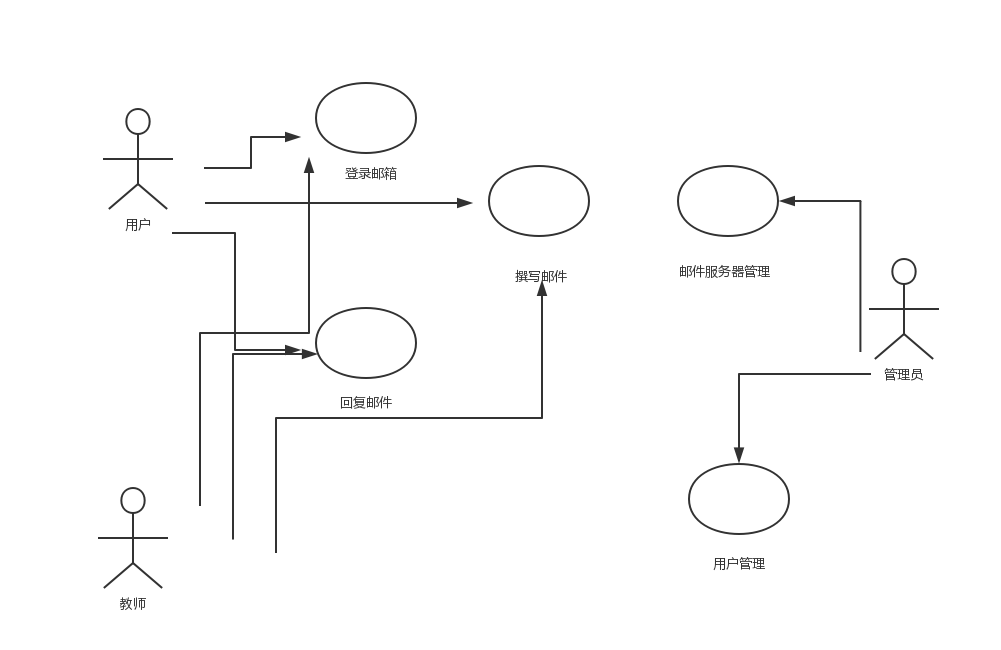 登录邮箱
用户
撰写邮件
邮件服务器管理
管理员
回复邮件
用户管理
教师